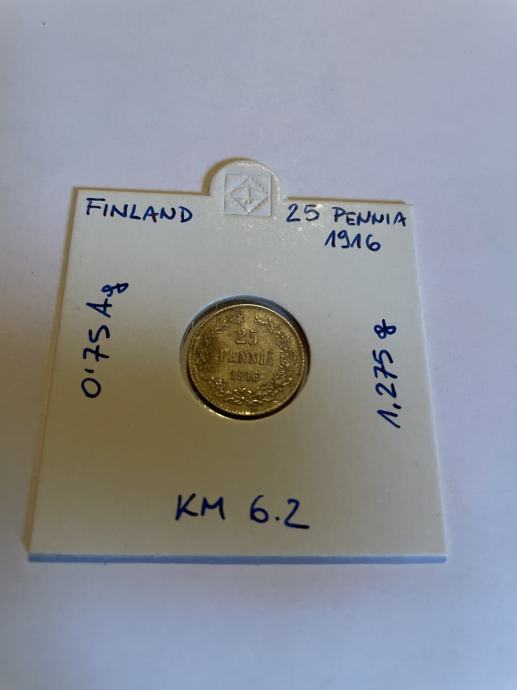 FINLAND
25 PENNIA
1916
0'75 Ag
25
PENNIÄ
1916
1,275 g
KM 6.2